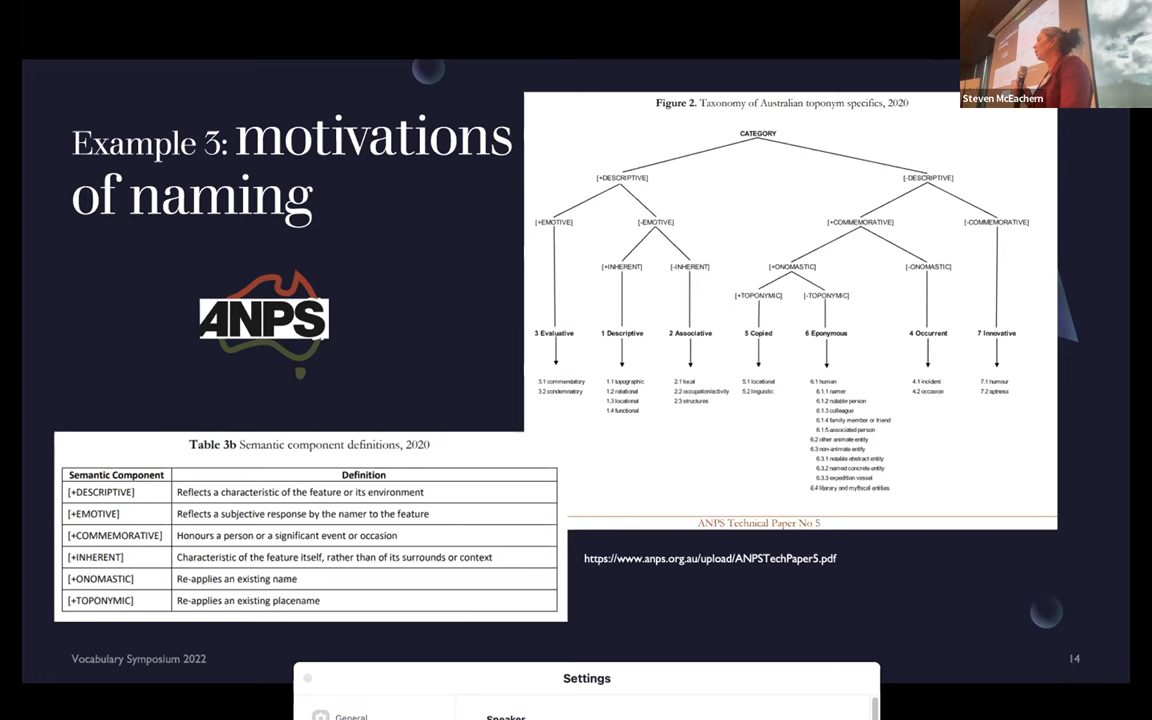 Steven McEachern
Example 3: motivations
of naming
ANPS
Figure 2. Taxonomy of Australian toponym specifics, 2020
CATEGORY
[+DESCRIPTIVE] [-DESCRIPTIVE]
[+EMOTIVE] [-EMOTIVE] [+COMMEMORATIVE] [-COMMEMORATIVE]
[+INHERENT] [-INHERENT] [+ONOMASTIC] [-ONOMASTIC]
[+TOPONYMIC] [-TOPONYMIC]
3 Evaluative 1 Descriptive 2 Associative 5 Copied 6 Eponymous 4 Occurrent 7 Innovative
3.1 commendatory
3.2 condemnatory
1.1 topographic
1.2 relational
1.3 locational
1.4 functional
2.1 local
2.2 occupation/activity
2.3 structures
5.1 locational
5.2 linguistic
6.1 human
6.1.1 namer
6.1.2 notable person
6.1.3 colleague
6.1.4 family member or friend
6.1.5 associated person
6.2 other animate entity
6.3 non-animate entity
6.3.1 notable abstract entity
6.3.2 named concrete entity
6.3.3 expedition vessel
6.4 literary and mythical entities
4.1 incident
4.2 occasion
7.1 humour
7.2 aptness
ANPS Technical Paper No 5
https://www.anps.org.au/upload/ANPSTechPaper5.pdf
Table 3b Semantic component definitions, 2020
Semantic Component Definition
[+DESCRIPTIVE] Reflects a characteristic of the feature or its environment
[+EMOTIVE] Reflects a subjective response by the namer to the feature
[+COMMEMORATIVE] Honours a person or a significant event or occasion
[+INHERENT] Characteristic of the feature itself, rather than of its surrounds or context
[+ONOMASTIC] Re-applies an existing name
[+TOPONYMIC] Re-applies an existing placename
Vocabulary Symposium 2022
14
Settings
General
Speaker